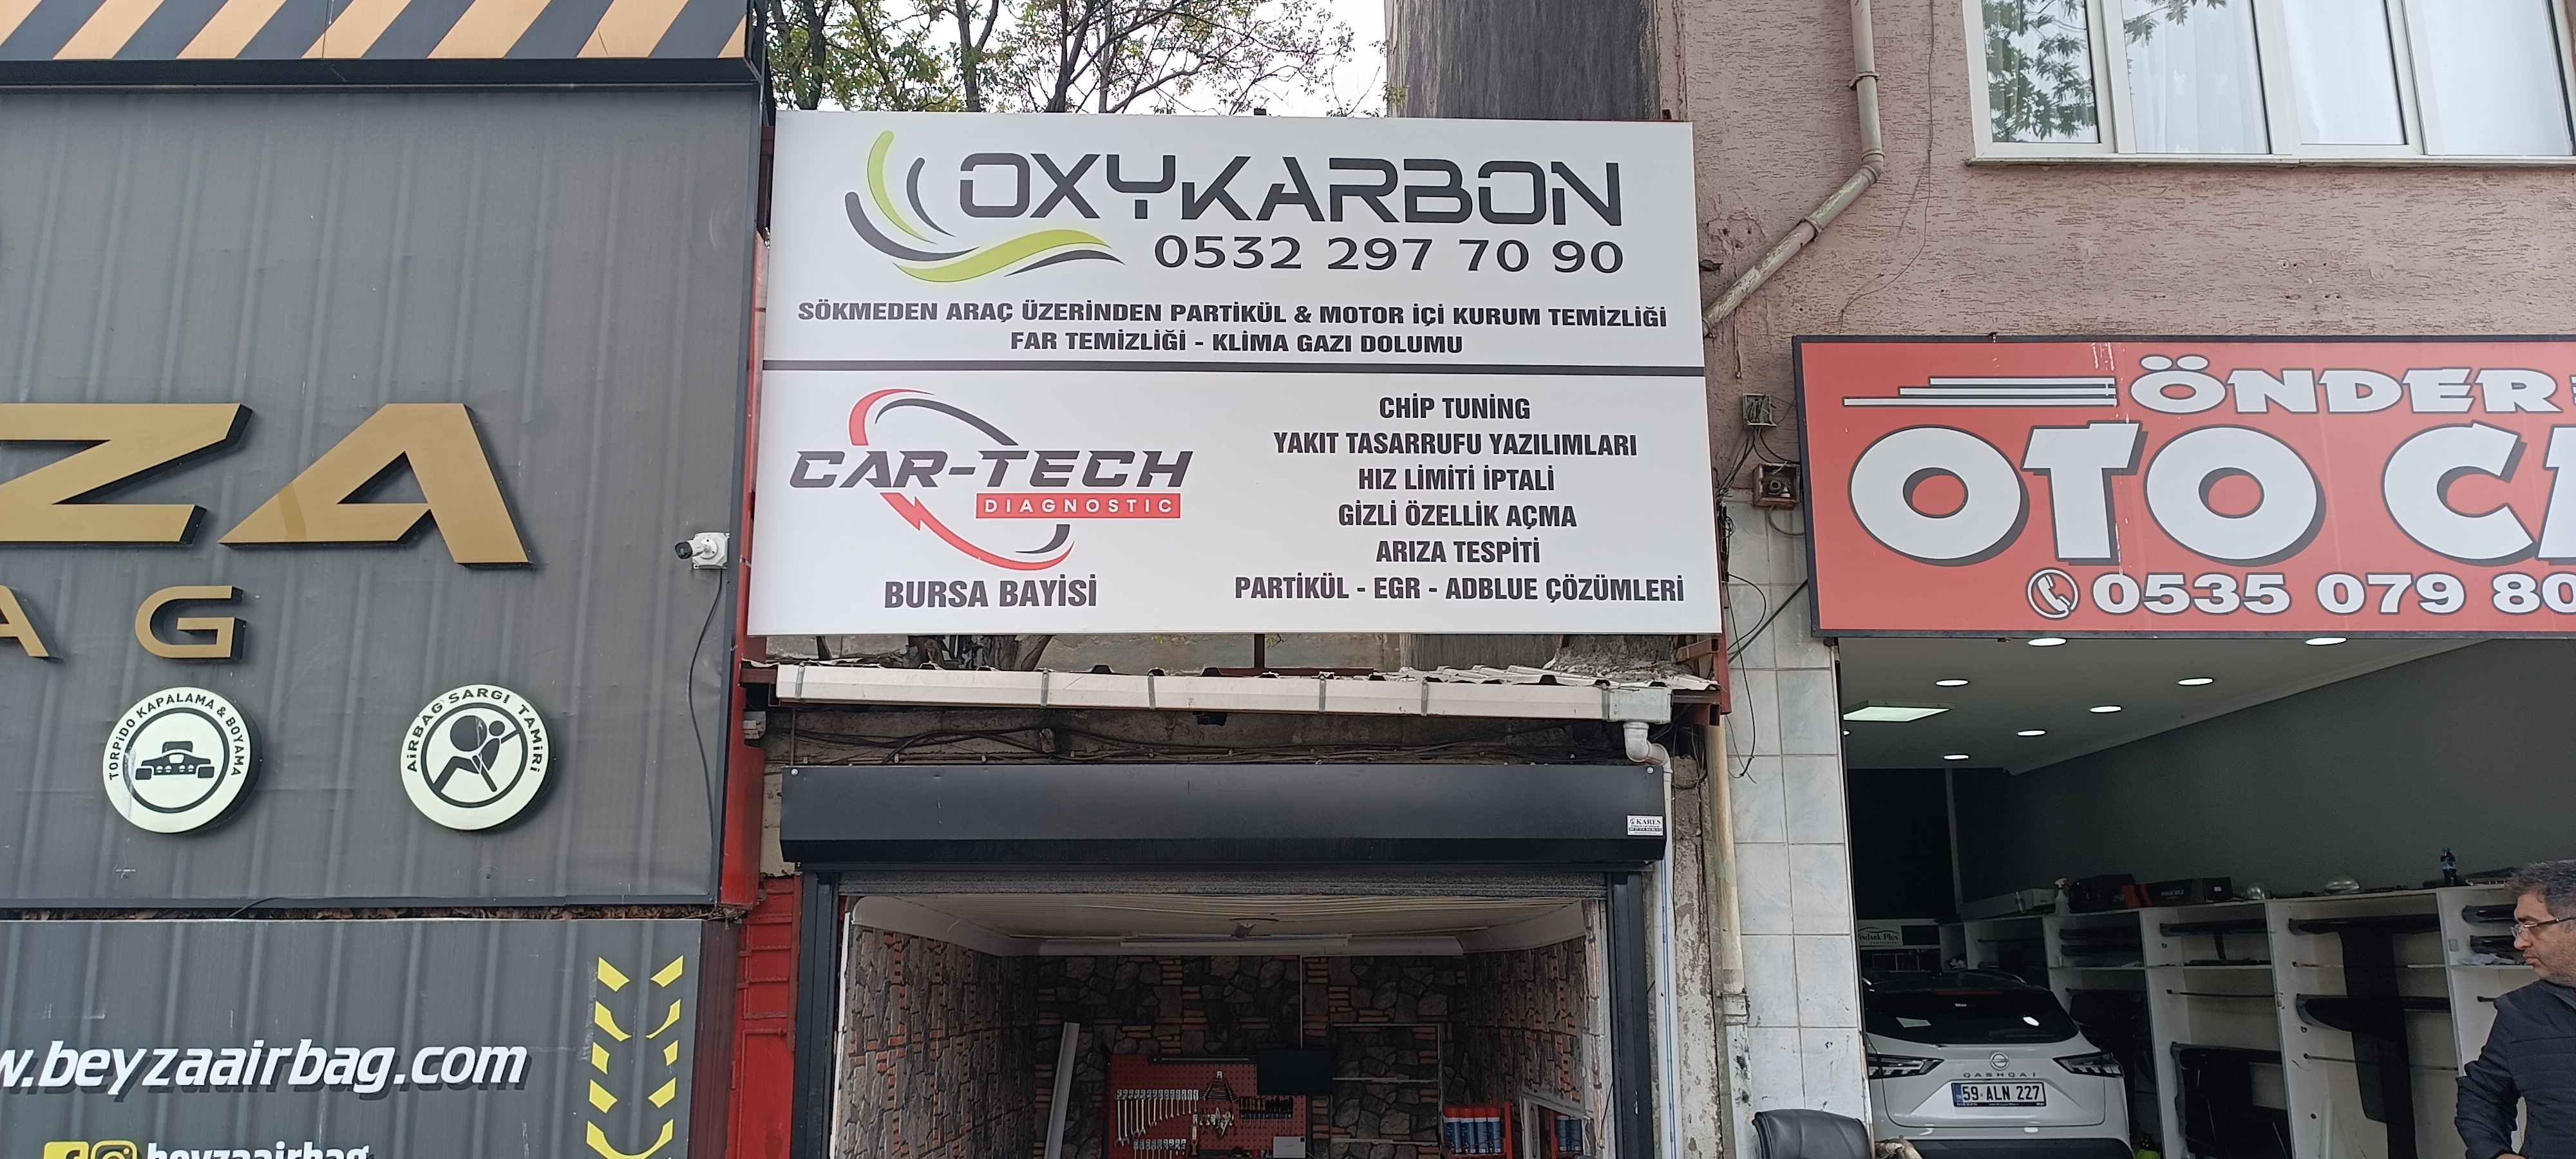 ZA
AG
TORPİDO KAPALAMA & BOYAMA
AİRBAG SARGI TAMİRİ
w.beyzaairbag.com
beyzaairbag
OXYKARBON
0532 297 70 90
SÖKMEDEN ARAÇ ÜZERİNDEN PARTİKÜL & MOTOR İÇİ KURUM TEMİZLİĞİ
FAR TEMİZLİĞİ - KLİMA GAZI DOLUMU
CAR-TECH
DIAGNOSTIC
BURSA BAYİSİ
CHİP TUNİNG
YAKIT TASARRUFU YAZILIMLARI
HIZ LİMİTİ İPTALİ
GİZLİ ÖZELLİK AÇMA
ARIZA TESPİTİ
PARTİKÜL - EGR - ADBLUE ÇÖZÜMLERİ
KARES
ÖNDER
OTO C
0535 079 80
QASHQAI
59 ALN 227